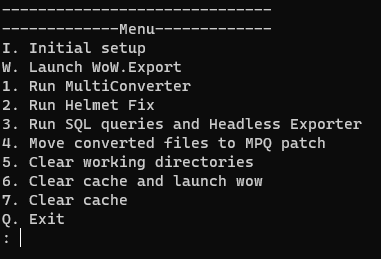 ------------------------------
-------------Menu-------------
I. Initial setup
W. Launch WoW.Export
1. Run MultiConverter
2. Run Helmet Fix
3. Run SQL queries and Headless Exporter
4. Move converted files to MPQ patch
5. Clear working directories
6. Clear cache and launch wow
7. Clear cache
Q. Exit
: